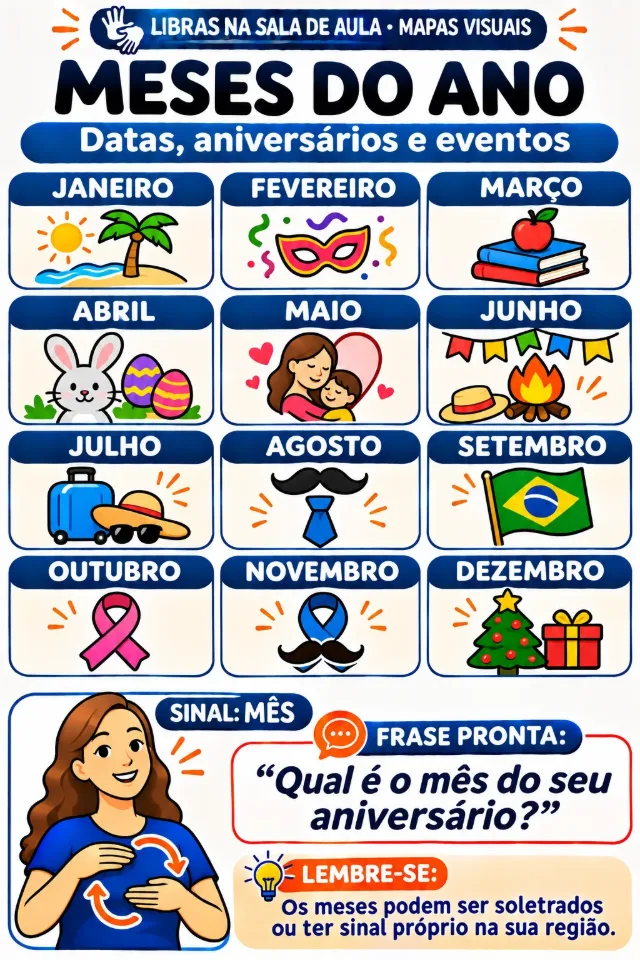 LIBRAS NA SALA DE AULA • MAPAS VISUAIS
MESES DO ANO
Datas, aniversários e eventos
JANEIRO
FEVEREIRO
MARÇO
ABRIL
MAIO
JUNHO
JULHO
AGOSTO
SETEMBRO
OUTUBRO
NOVEMBRO
DEZEMBRO
SINAL: MÊS
FRASE PRONTA:
“Qual é o mês do seu
aniversário?”
LEMBRE-SE:
Os meses podem ser soletrados
ou ter sinal próprio na sua região.